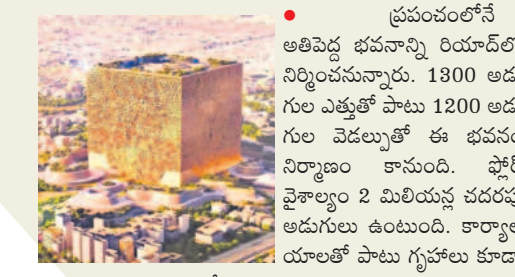 ● ప్రపంచంలోనే
అతిపెద్ద భవనాన్ని రియాద్‌లో
నిర్మించనున్నారు. 1300 అడు
గుల ఎత్తుతో పాటు 1200 అడు
గుల వెడల్పుతో ఈ భవనం
నిర్మాణం కానుంది. ఫ్లోర్
వైశాల్యం 2 మిలియన్ల చదరపు
అడుగులు ఉంటుంది. కార్యాల
యాలతో పాటు గృహాలు కూడా